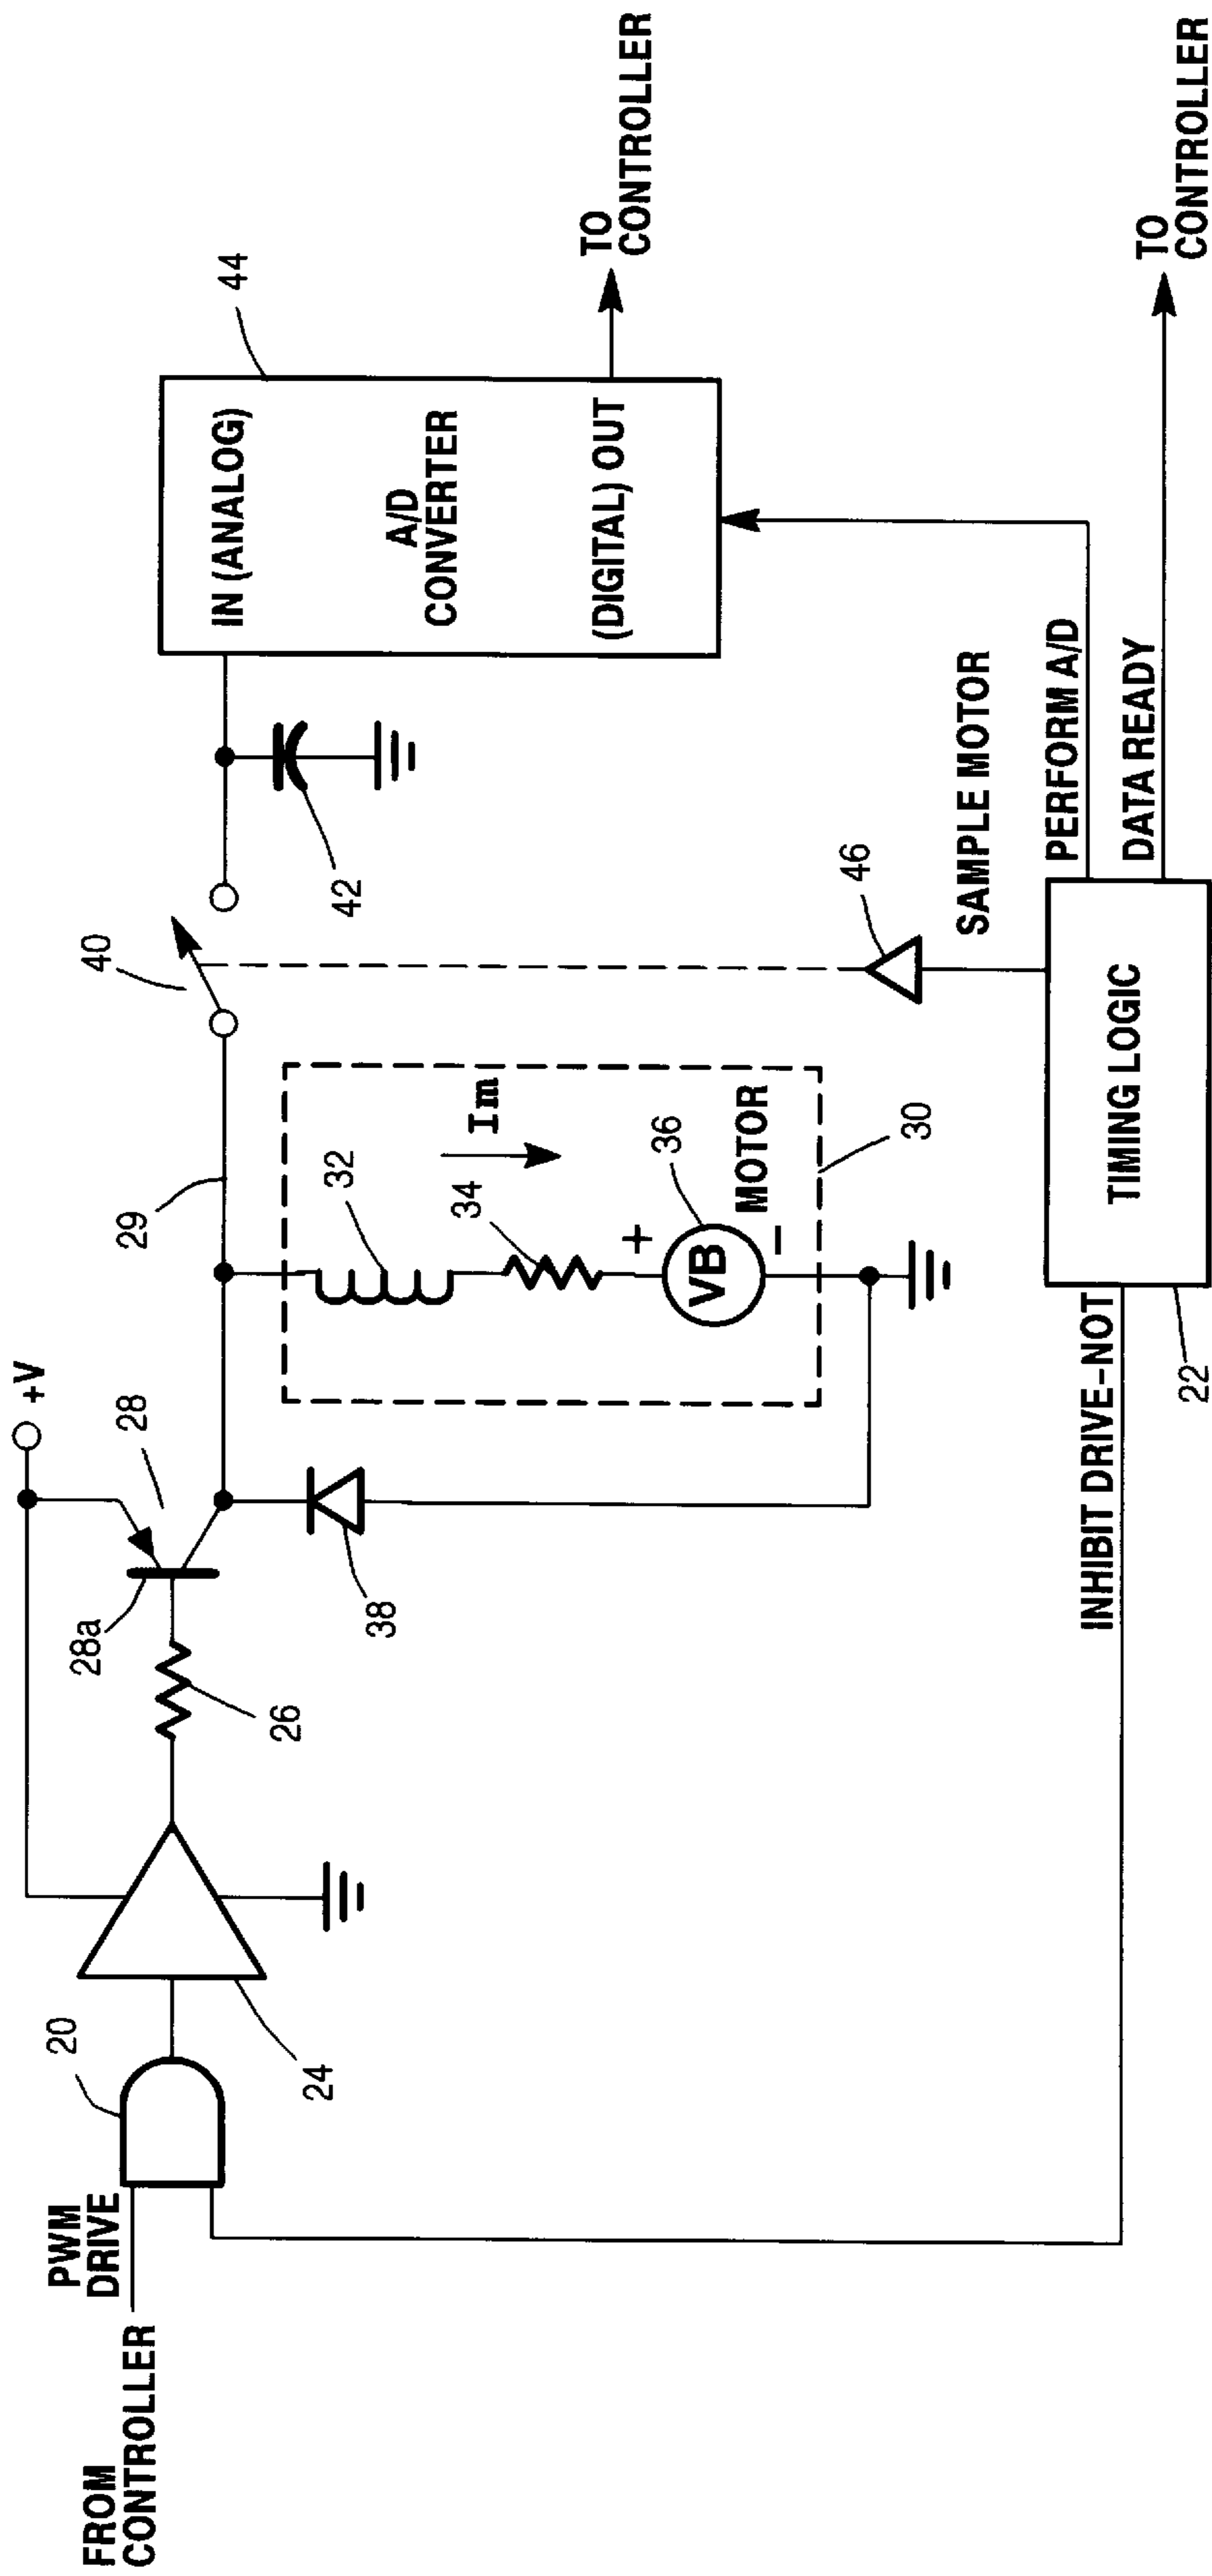 FROM
CONTROLLER
PWM
DRIVE
20
24
26
28a
28
+V
38
29
32
34
Im
36
+
VB
−
MOTOR
30
40
42
44
IN (ANALOG)
A/D
CONVERTER
(DIGITAL) OUT
TO
CONTROLLER
46
SAMPLE MOTOR
PERFORM A/D
DATA READY
TO
CONTROLLER
TIMING LOGIC
22
INHIBIT DRIVE-NOT